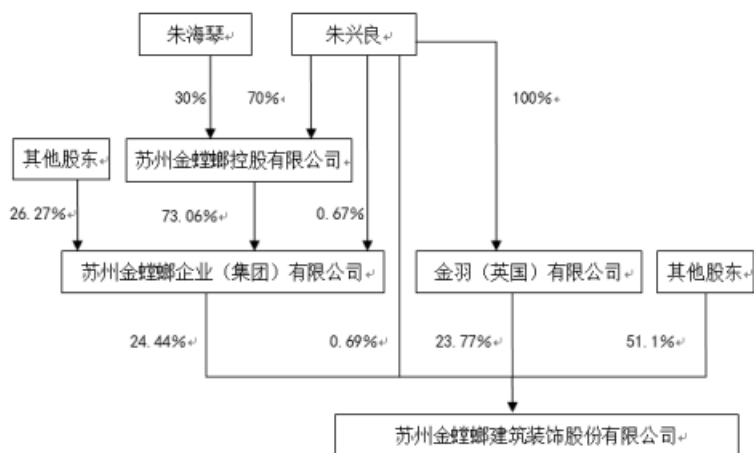 朱海琴
朱兴良
30%
70%
100%
其他股东
苏州金螳螂控股有限公司
26.27%
73.06%
0.67%
苏州金螳螂企业（集团）有限公司
金羽（英国）有限公司
其他股东
24.44%
0.69%
23.77%
51.1%
苏州金螳螂建筑装饰股份有限公司